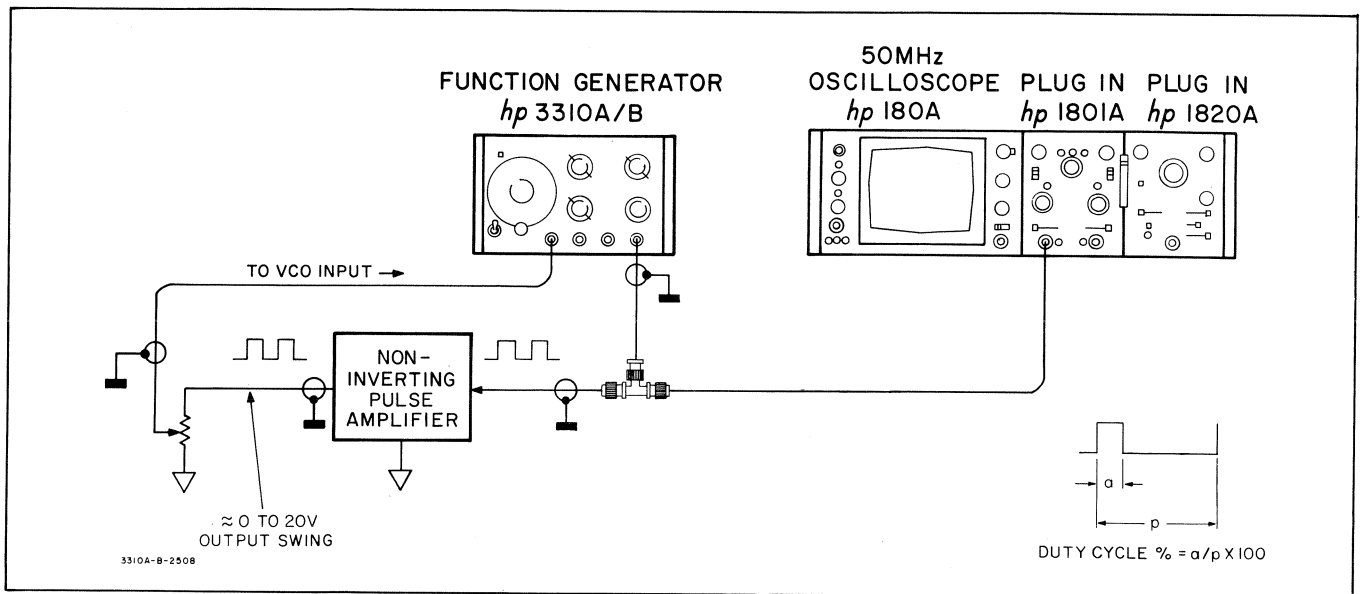 FUNCTION GENERATOR
hp 3310A/B
50MHz
OSCILLOSCOPE
hp 180A
PLUG IN
hp 1801A
PLUG IN
hp 1820A
TO VCO INPUT →
NON-
INVERTING
PULSE
AMPLIFIER
≈ 0 TO 20V
OUTPUT SWING
a
p
DUTY CYCLE % = a/p X 100
3310A-B-2508